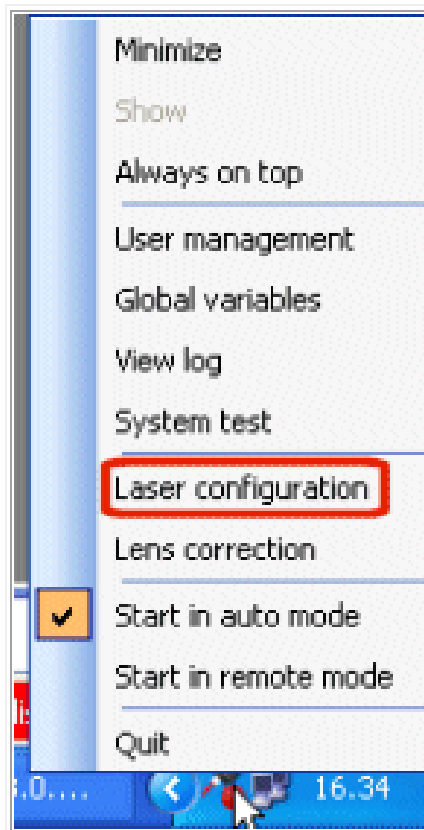 Minimize
Show
Always on top
User management
Global variables
View log
System test
Laser configuration
Lens correction
Start in auto mode
Start in remote mode
Quit
16.34